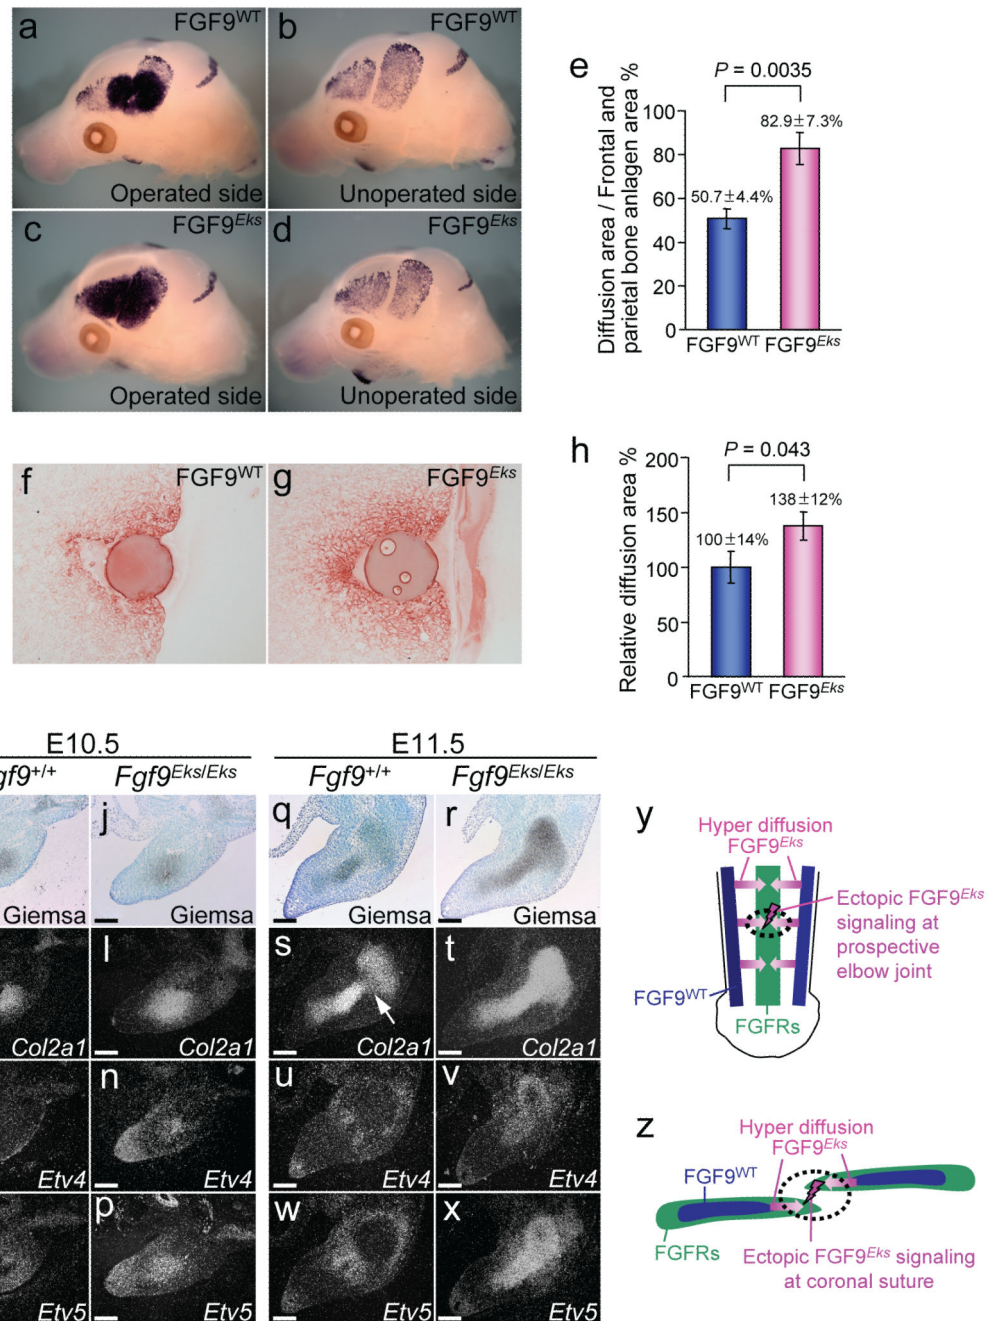 a FGF9WT
Operated side
b FGF9WT
Unoperated side
c FGF9Eks
Operated side
d FGF9Eks
Unoperated side
e
P = 0.0035
Diffusion area / Frontal and
parietal bone anlagen area %
100
80
60
40
20
0
50.7±4.4%
82.9±7.3%
FGF9WT FGF9Eks
f FGF9WT
g FGF9Eks
h
P = 0.043
Relative diffusion area %
200
150
100
50
0
100±14%
138±12%
FGF9WT FGF9Eks
E10.5
E11.5
gf9+/+
Fgf9Eks/Eks
Fgf9+/+
Fgf9Eks/Eks
Giemsa
j
Giemsa
q
Giemsa
r
Giemsa
Col2a1
l
Col2a1
s
Col2a1
t
Col2a1
Etv4
n
Etv4
u
Etv4
v
Etv4
Etv5
p
Etv5
w
Etv5
x
Etv5
y
Hyper diffusion
FGF9Eks
Ectopic FGF9Eks
signaling at
prospective
elbow joint
FGF9WT
FGFRs
z
Hyper diffusion
FGF9Eks
FGF9WT
FGFRs
Ectopic FGF9Eks signaling
at coronal suture